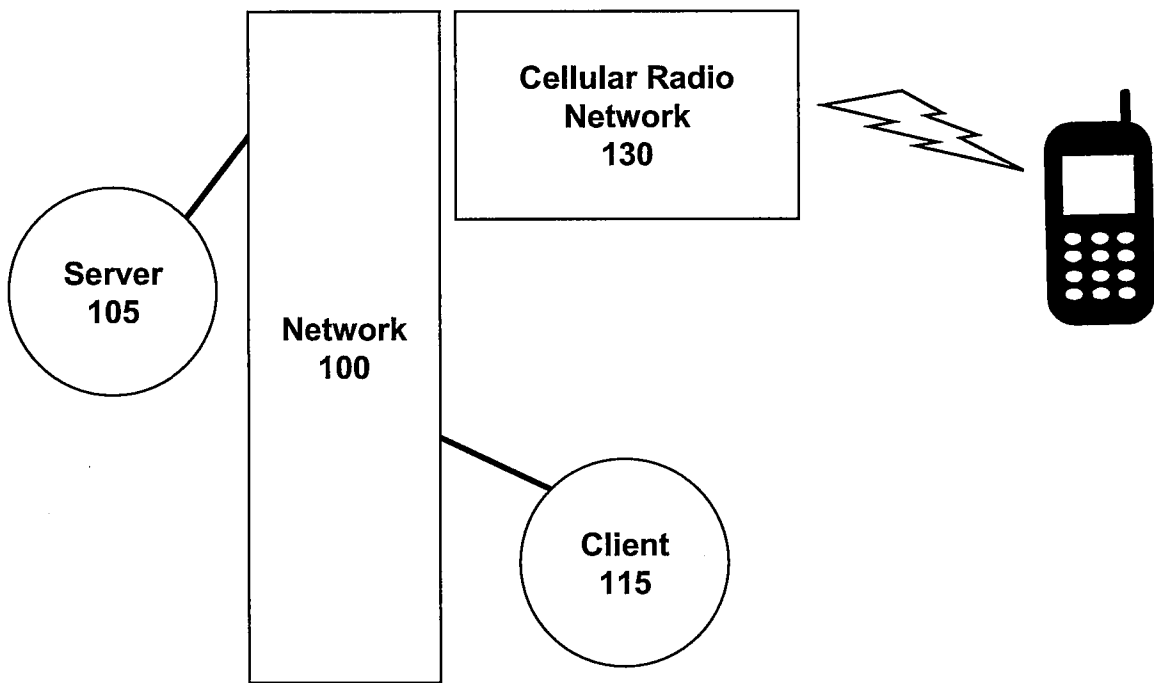 Cellular Radio
Network
130
Server
105
Network
100
Client
115